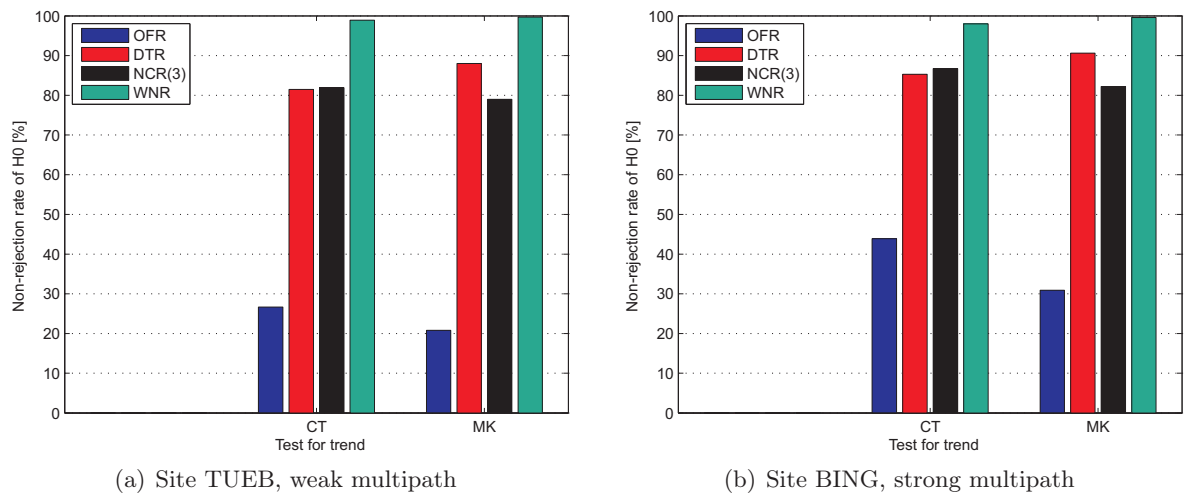 100
90
80
70
60
50
40
30
20
10
0
Non-rejection rate of H0 [%]
OFR
DTR
NCR(3)
WNR
CT
MK
Test for trend
(a) Site TUEB, weak multipath
100
90
80
70
60
50
40
30
20
10
0
Non-rejection rate of H0 [%]
OFR
DTR
NCR(3)
WNR
CT
MK
Test for trend
(b) Site BING, strong multipath